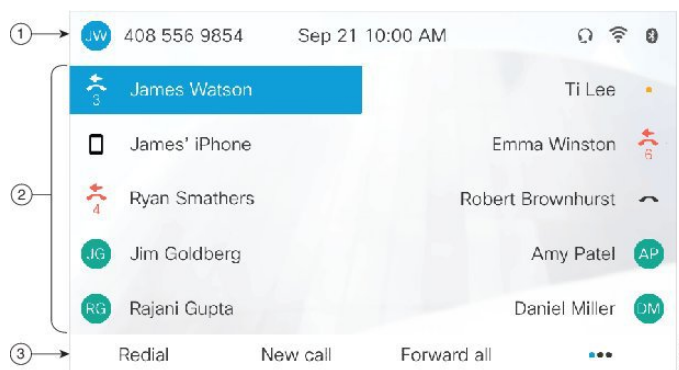 1 JW 408 556 9854 Sep 21 10:00 AM
3 James Watson Ti Lee
2 James' iPhone Emma Winston 6
4 Ryan Smathers Robert Brownhurst
JG Jim Goldberg Amy Patel AP
RG Rajani Gupta Daniel Miller DM
3 Redial New call Forward all